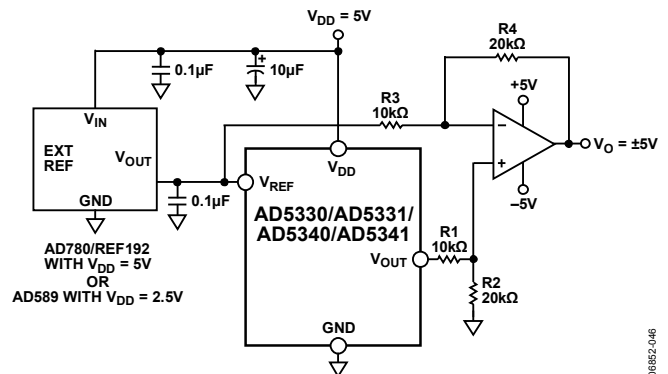 VDD = 5V
0.1µF
+
10µF
R4
20kΩ
R3
10kΩ
+5V
–
+
VO = ±5V
–5V
VIN
EXT
REF
VOUT
GND
0.1µF
VREF
VDD
AD5330/AD5331/
AD5340/AD5341
VOUT
GND
R1
10kΩ
R2
20kΩ
AD780/REF192
WITH VDD = 5V
OR
AD589 WITH VDD = 2.5V
06852-046